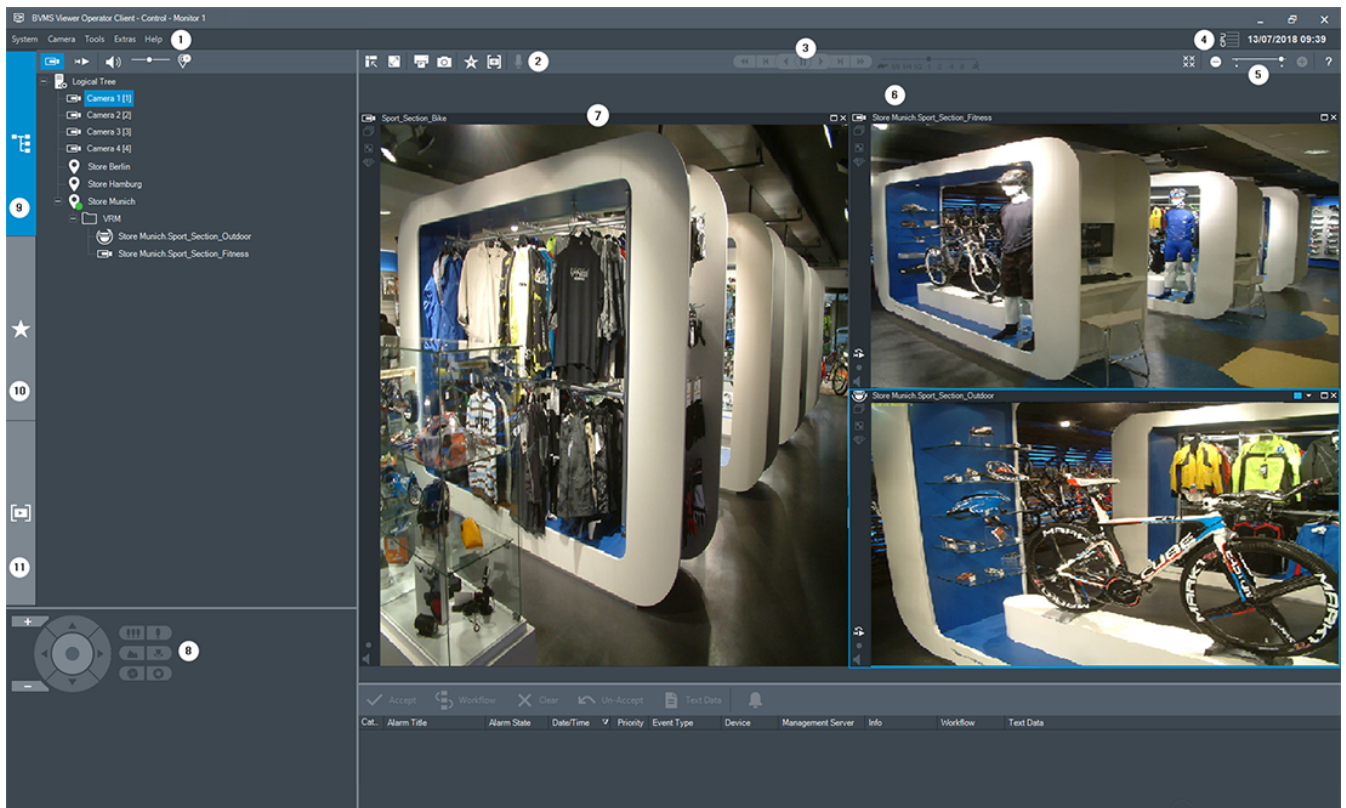 BVMS Viewer Operator Client - Control - Monitor 1
System Camera Tools Extras Help 1
4 13/07/2018 09:39
2
3
5
?
Logical Tree
Camera 1 [1]
Camera 2 [2]
Camera 3 [3]
Camera 4 [4]
Store Berlin
Store Hamburg
Store Munich
VRM
Store Munich.Sport_Section_Outdoor
Store Munich.Sport_Section_Fitness
9
10
11
6
Sport_Section_Bike 7
Store Munich.Sport_Section_Fitness
Store Munich.Sport_Section_Outdoor
CUBE
8
Accept Workflow Clear Un-Accept Text Data
Cat.. Alarm Title Alarm State Date/Time Priority Event Type Device Management Server Info Workflow Text Data